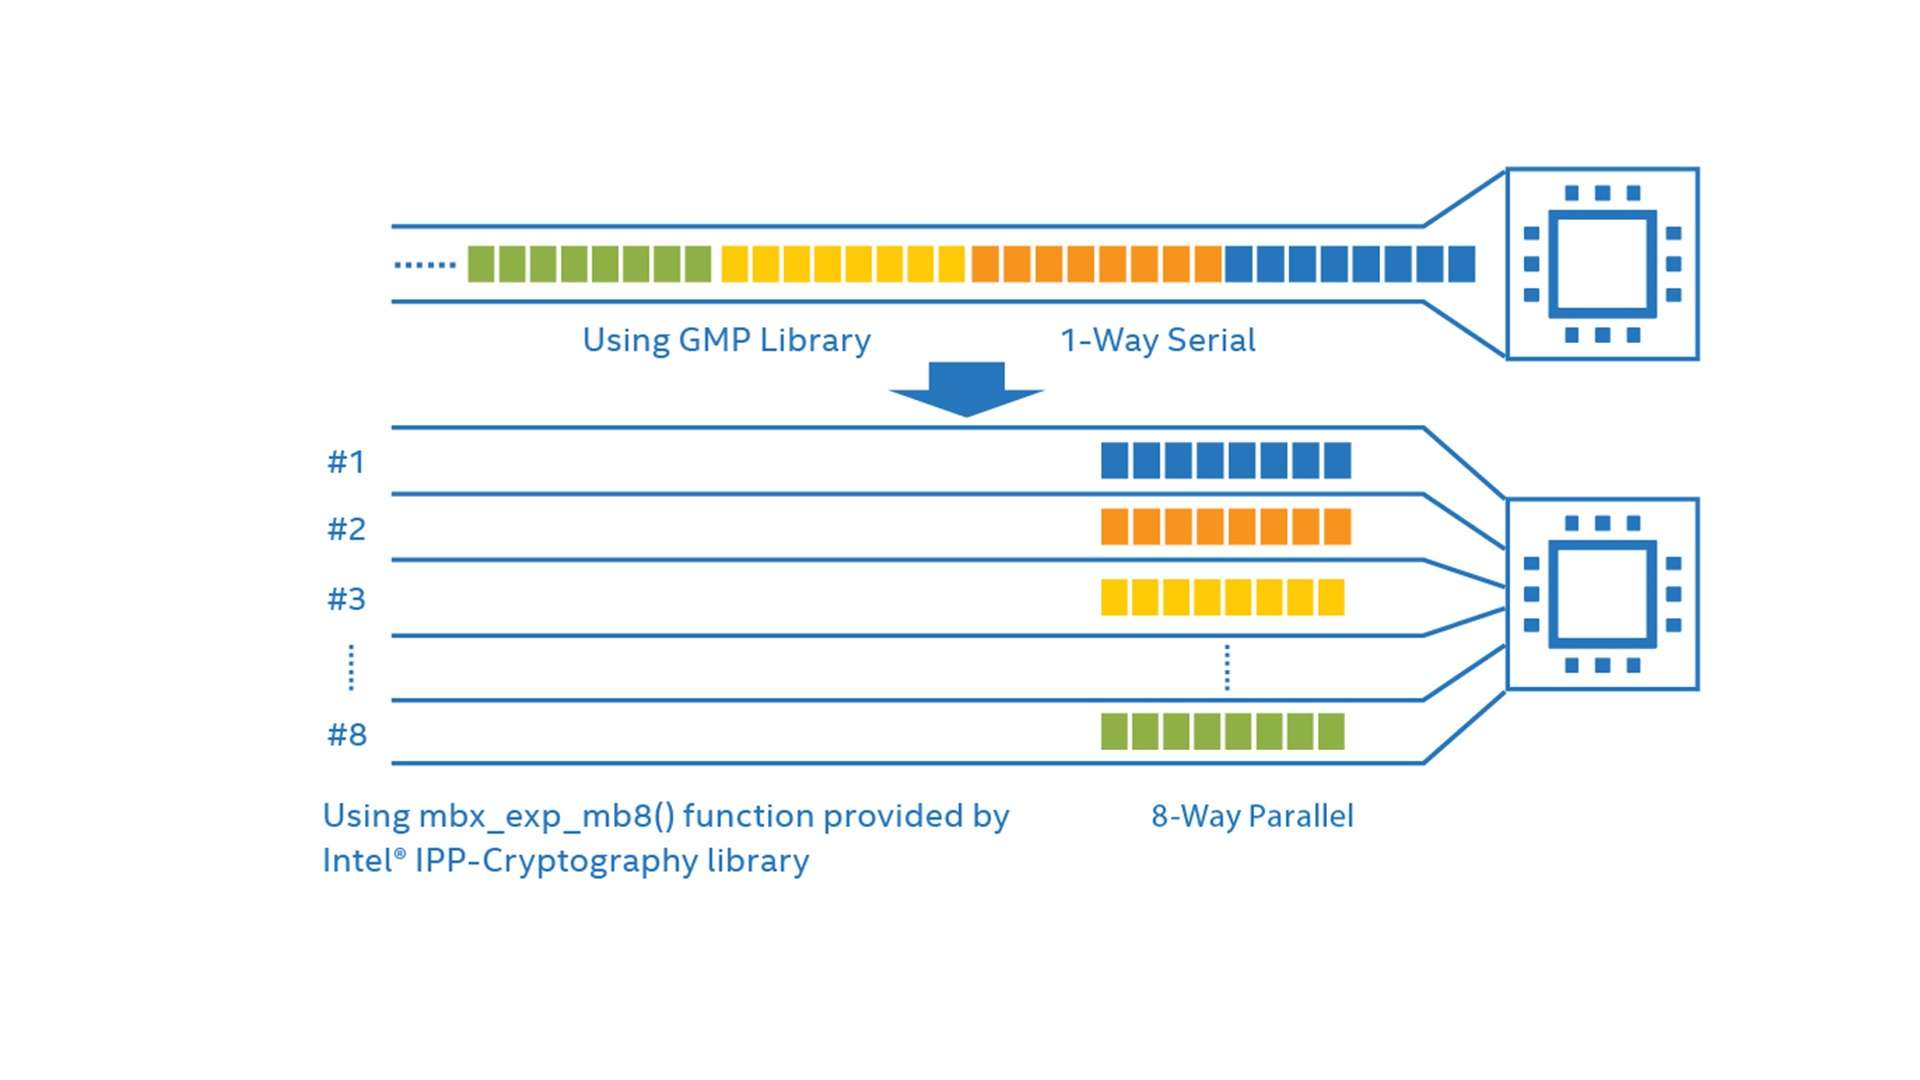 Using GMP Library
1-Way Serial
#1
#2
#3
#8
Using mbx_exp_mb8() function provided by
Intel® IPP-Cryptography library
8-Way Parallel